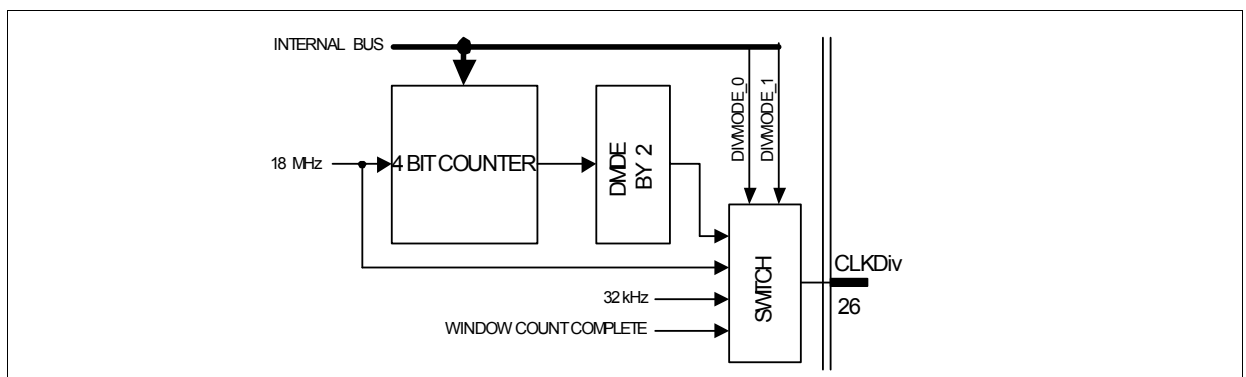 INTERNAL BUS
DIVMODE_0
DIVMODE_1
18 MHz
4 BIT COUNTER
DIVIDE
BY 2
SWITCH
CLKDiv
26
32 kHz
WINDOW COUNT COMPLETE